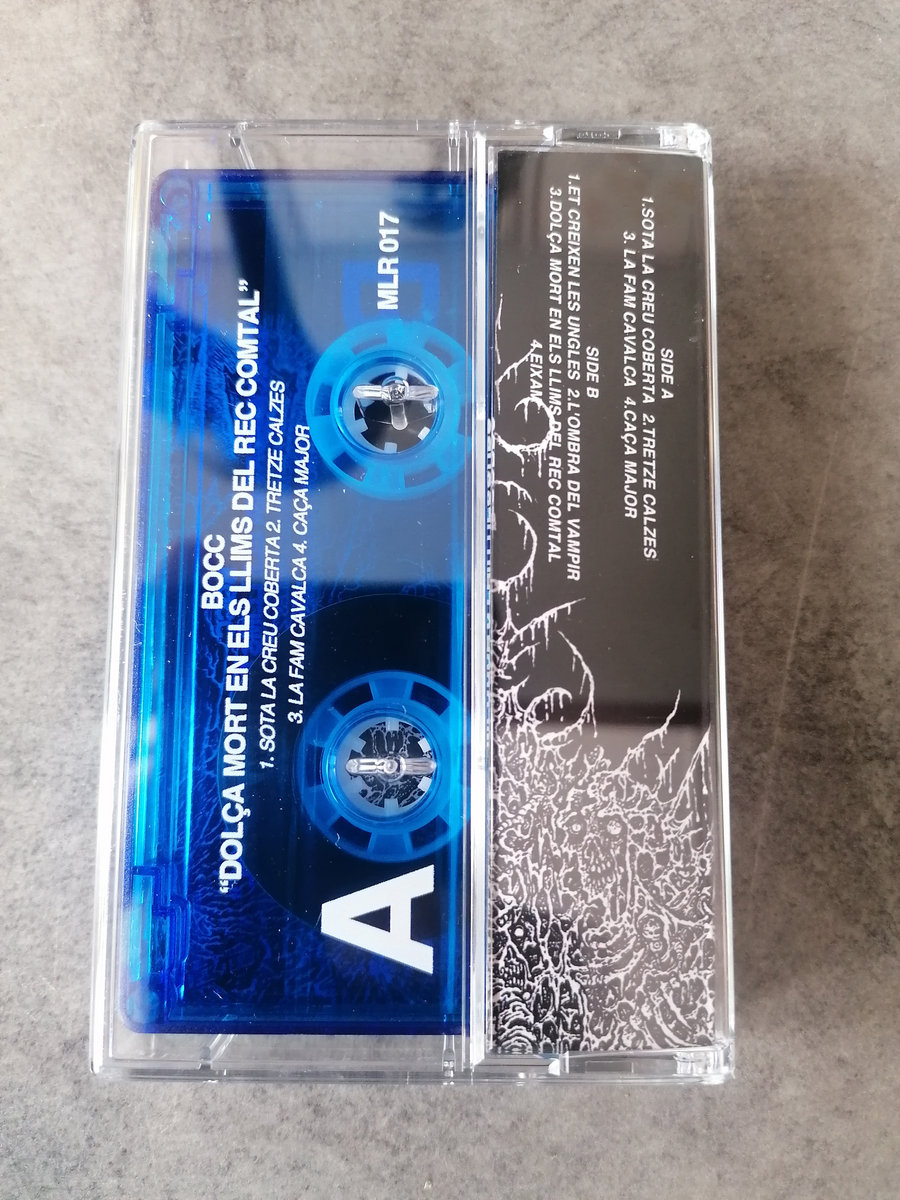 BOCC
“DOLÇA MORT EN ELS LLIMS DEL REC COMTAL”
1. SOTA LA CREU COBERTA 2. TRETZE CALZES
3. LA FAM CAVALCA 4. CAÇA MAJOR
MLR 017
A
SIDE A
1.SOTA LA CREU COBERTA 2.TRETZE CALZES
3. LA FAM CAVALCA 4.CAÇA MAJOR
SIDE B
1.ET CREIXEN LES UNGLES 2.L'OMBRA DEL VAMPIR
3.DOLÇA MORT EN ELS LLIMS DEL REC COMTAL
4.EIXAM